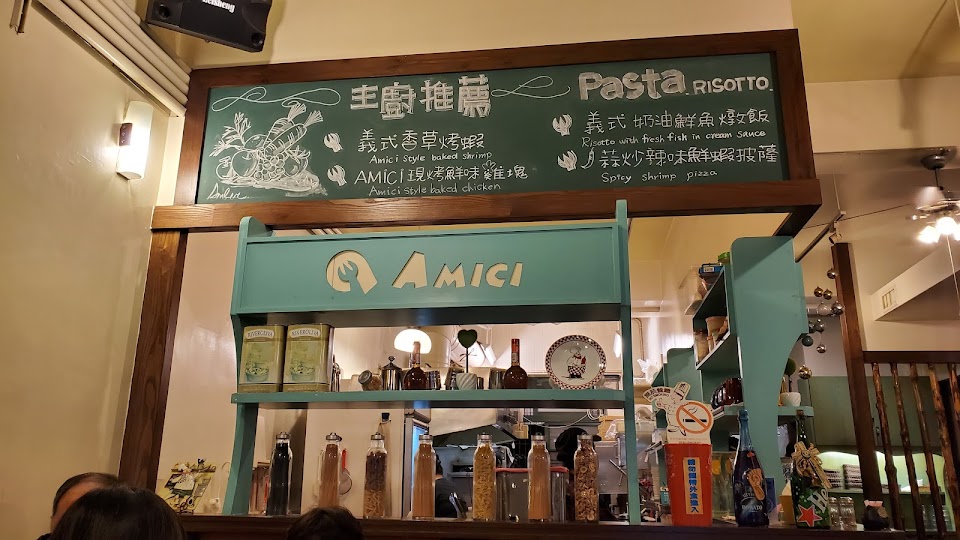 主廚推薦
義式香草烤蝦
Amici style baked shrimp
AMICI現烤鮮味雞塊
Amici Style baked chicken
Pasta RISOTTO
義式奶油鮮魚燉飯
Risotto with fresh fish in cream sauce
蒜炒辣味鮮蝦披薩
Spicy shrimp pizza
AMICI